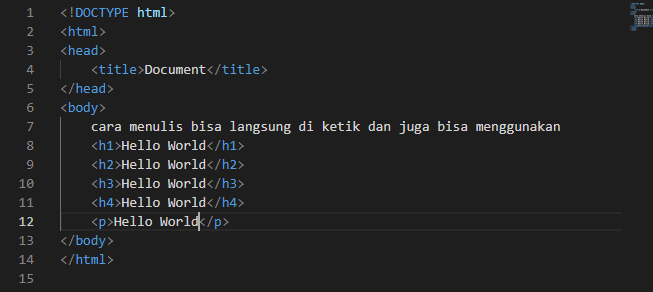 1 <!DOCTYPE html>
2 <html>
3 <head>
4     <title>Document</title>
5 </head>
6 <body>
7     cara menulis bisa langsung di ketik dan juga bisa menggunakan
8     <h1>Hello World</h1>
9     <h2>Hello World</h2>
10     <h3>Hello World</h3>
11     <h4>Hello World</h4>
12     <p>Hello World</p>
13 </body>
14 </html>
15